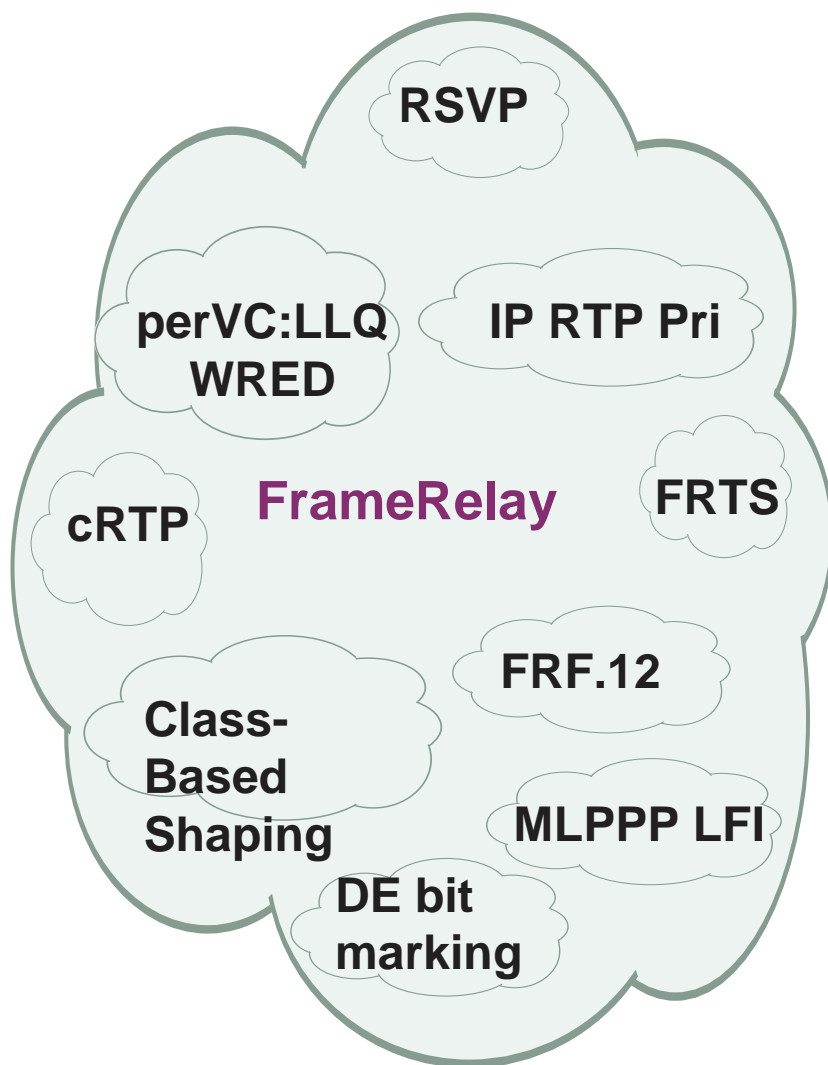 RSVP
perVC:LLQ
WRED
IP RTP Pri
cRTP
FrameRelay
FRTS
FRF.12
Class-
Based
Shaping
MLPPP LFI
DE bit
marking